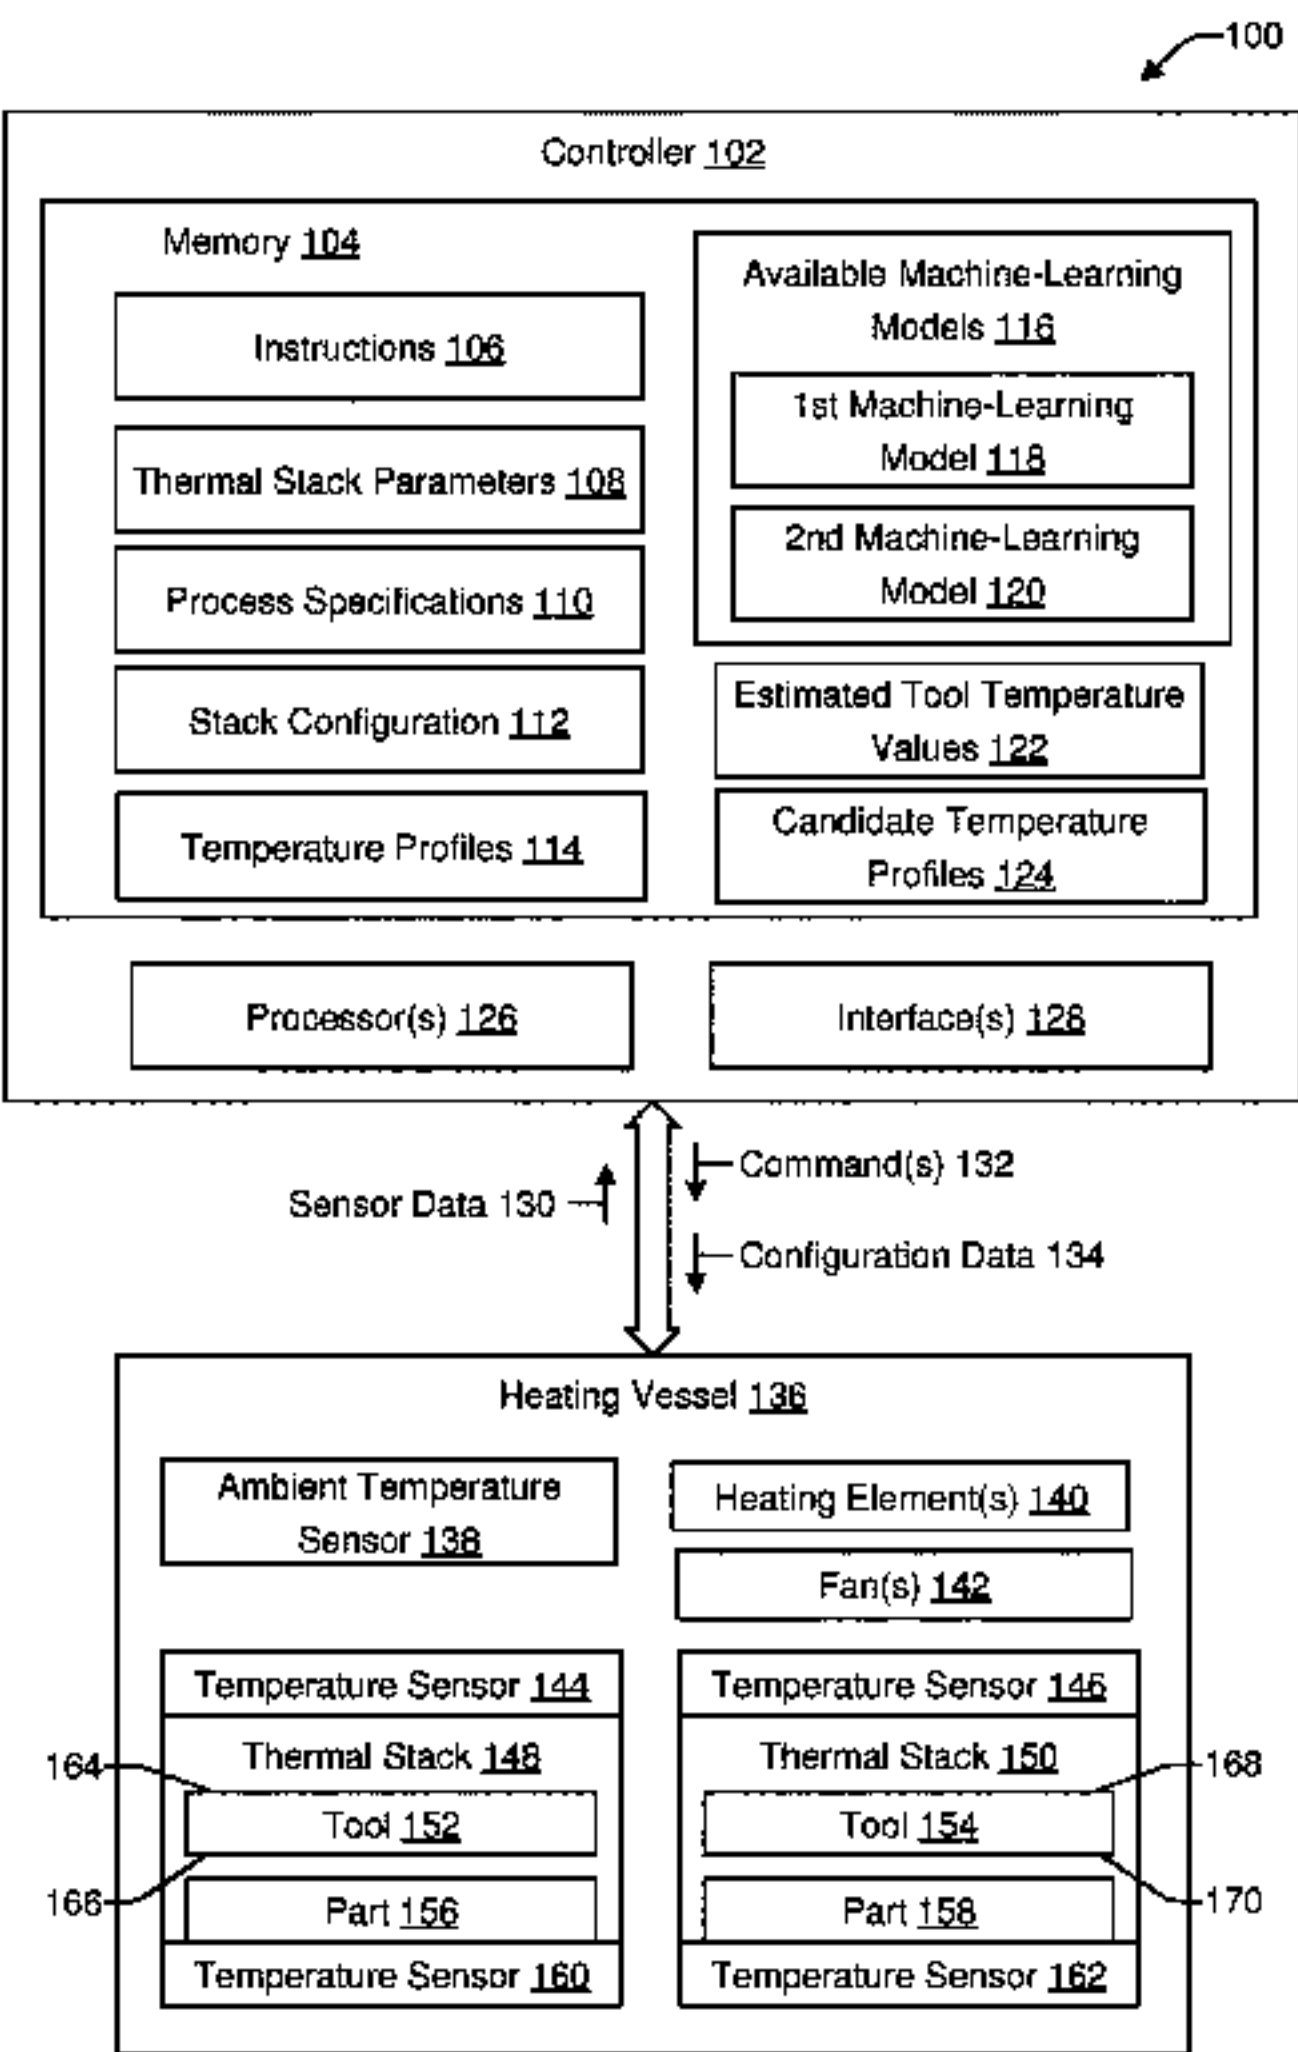 100
Controller 102
Memory 104
Instructions 106
Thermal Stack Parameters 108
Process Specifications 110
Stack Configuration 112
Temperature Profiles 114
Available Machine-Learning
Models 116
1st Machine-Learning
Model 118
2nd Machine-Learning
Model 120
Estimated Tool Temperature
Values 122
Candidate Temperature
Profiles 124
Processor(s) 126
Interface(s) 128
Sensor Data 130
Command(s) 132
Configuration Data 134
Heating Vessel 136
Ambient Temperature
Sensor 138
Heating Element(s) 140
Fan(s) 142
Temperature Sensor 144
Thermal Stack 148
164
Tool 152
166
Part 156
Temperature Sensor 160
Temperature Sensor 146
Thermal Stack 150
168
Tool 154
170
Part 158
Temperature Sensor 162